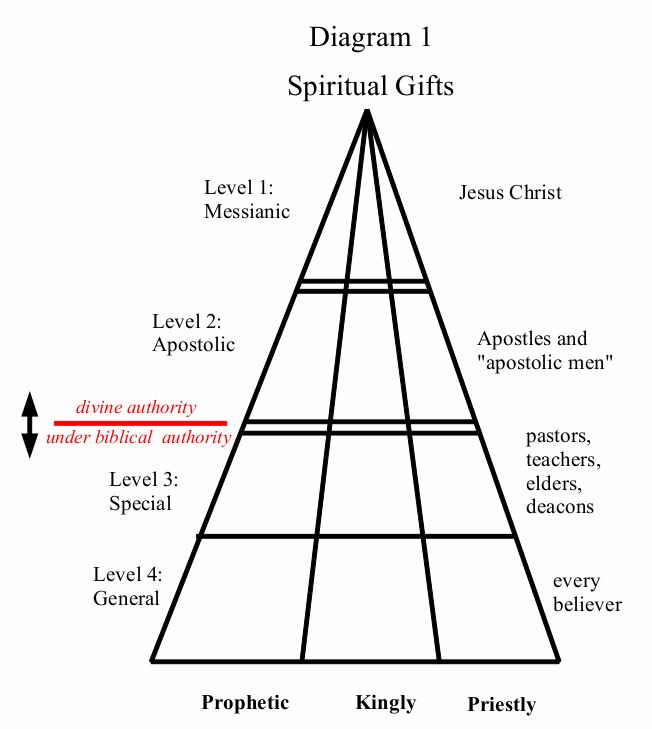 Diagram 1
Spiritual Gifts
Level 1:
Messianic
Jesus Christ
Level 2:
Apostolic
Apostles and
"apostolic men"
divine authority
under biblical authority
pastors,
teachers,
elders,
deacons
Level 3:
Special
Level 4:
General
every
believer
Prophetic Kingly Priestly